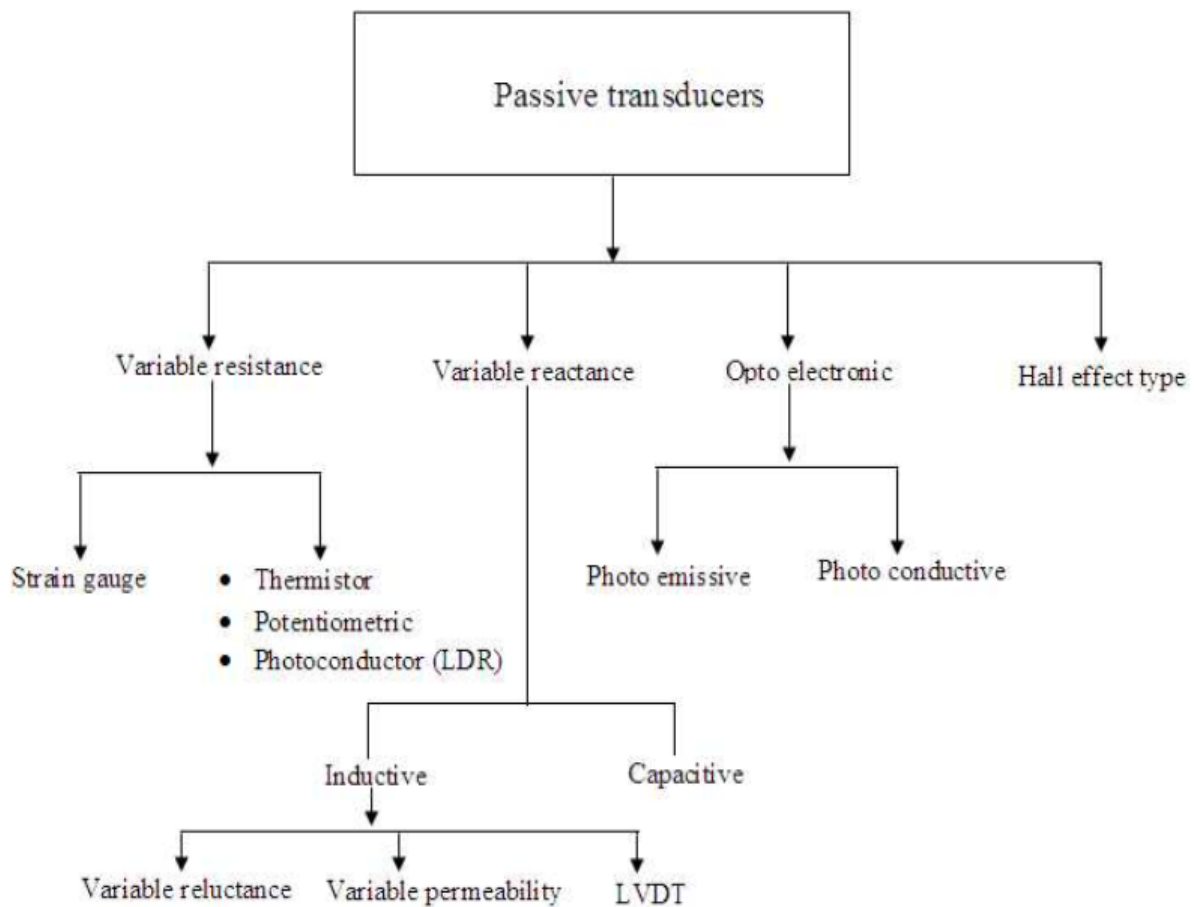 Passive transducers
Variable resistance
Variable reactance
Opto electronic
Hall effect type
Strain gauge
• Thermistor
• Potentiometric
• Photoconductor (LDR)
Photo emissive
Photo conductive
Inductive
Capacitive
Variable reluctance
Variable permeability
LVDT